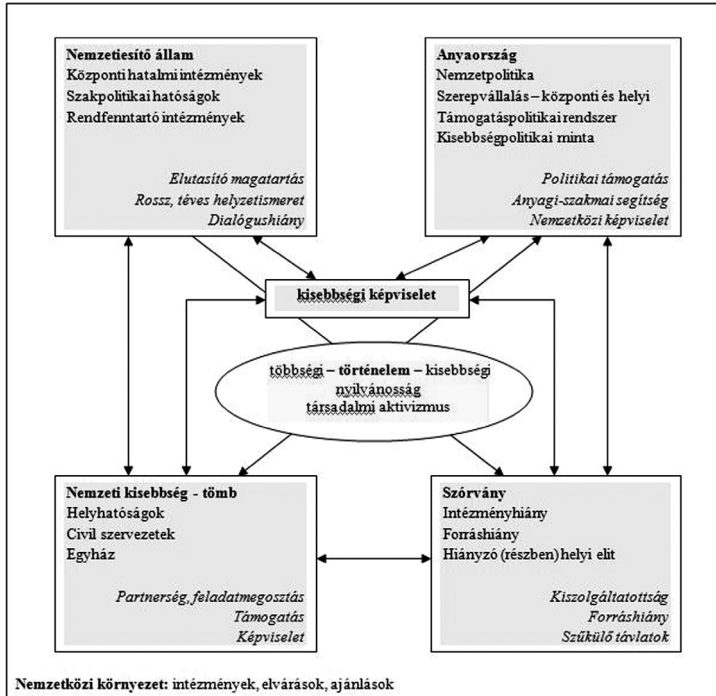 Nemzetiesítő állam
Központi hatalmi intézmények
Szakpolitikai hatóságok
Rendfenntartó intézmények
Elutasító magatartás
Rossz, téves helyzetismeret
Dialógushiány
Anyaország
Nemzetpolitika
Szerepvállalás – központi és helyi
Támogatáspolitikai rendszer
Kisebbségpolitikai minta
Politikai támogatás
Anyagi-szakmai segítség
Nemzetközi képviselet
kisebbségi képviselet
többségi – történelem – kisebbségi
nyilvánosság
társadalmi aktivizmus
Nemzeti kisebbség - tömb
Helyhatóságok
Civil szervezetek
Egyház
Partnerség, feladatmegosztás
Támogatás
Képviselet
Szórvány
Intézményhiány
Forráshiány
Hiányzó (részben) helyi elit
Kiszolgáltatottság
Forráshiány
Szűkülő távlatok
Nemzetközi környezet: intézmények, elvárások, ajánlások